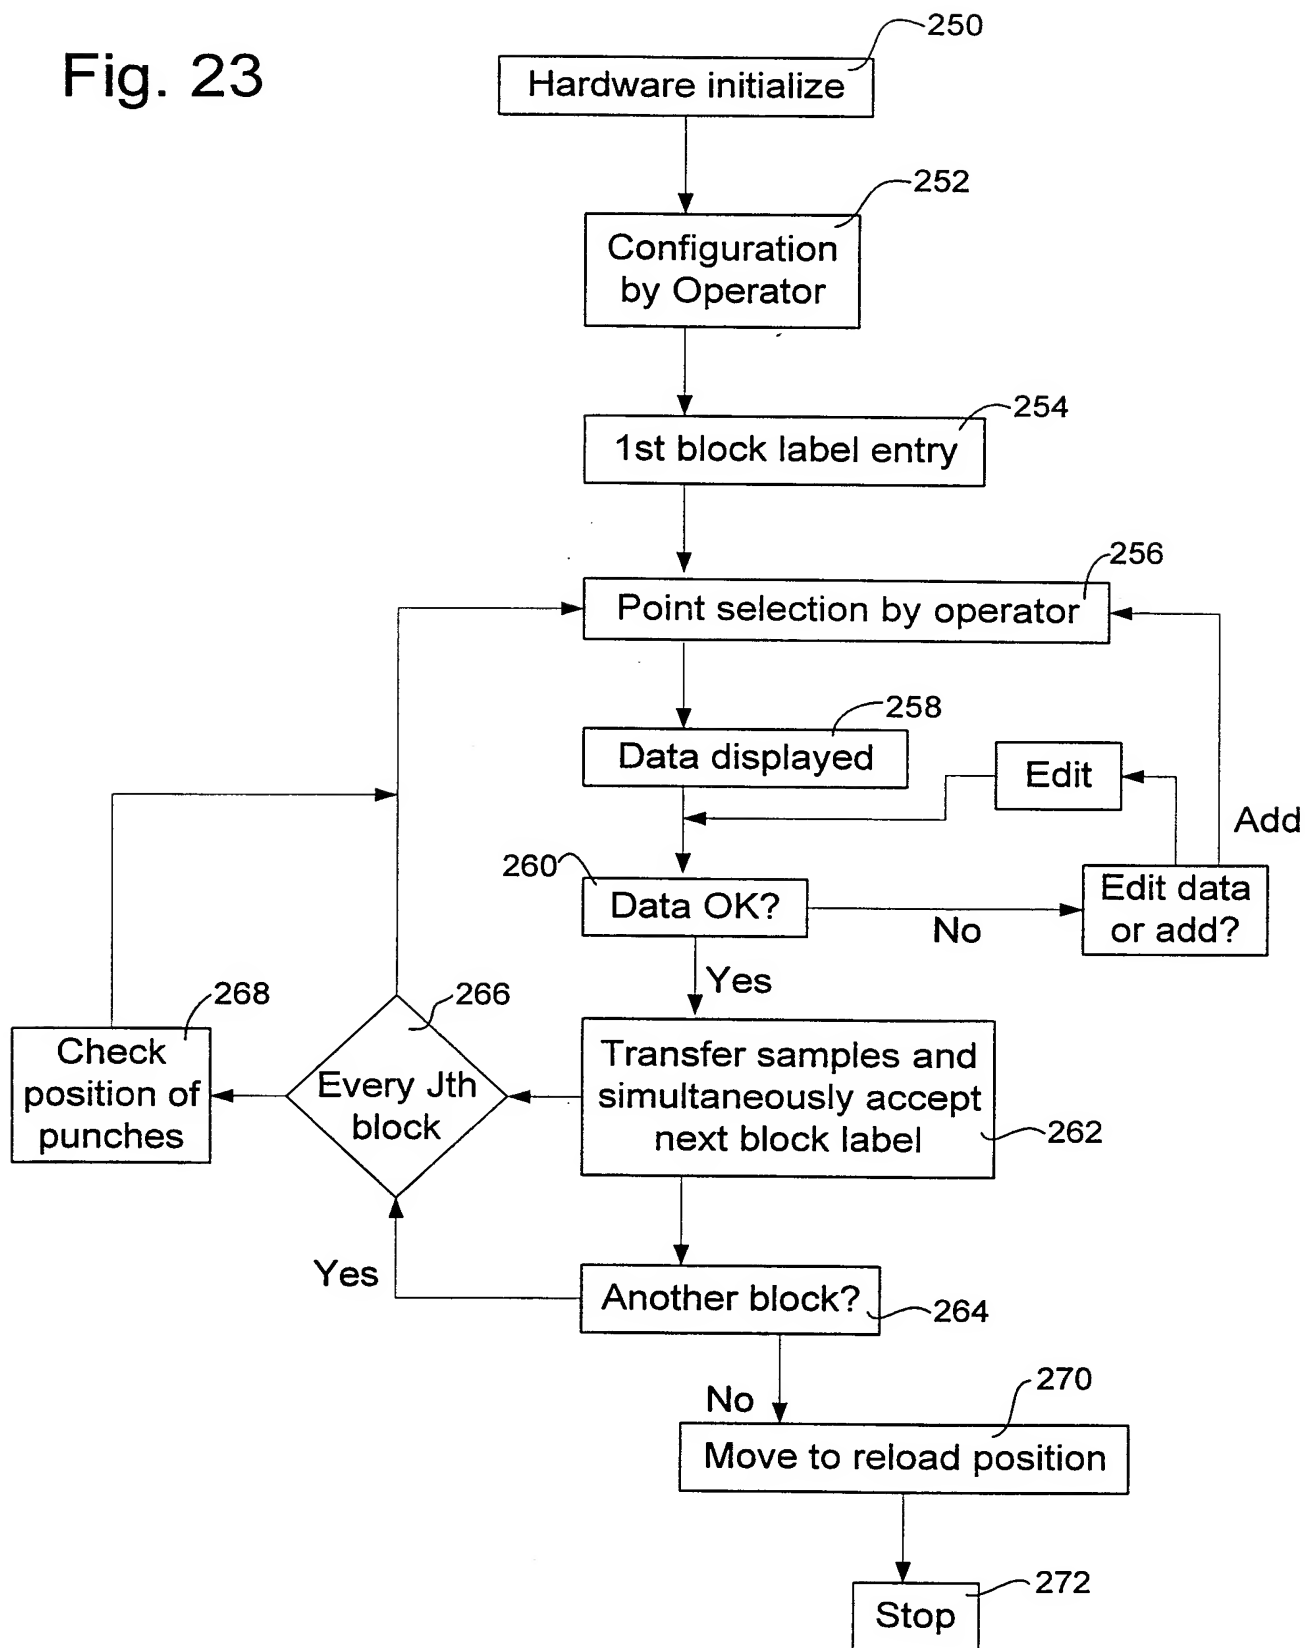 Fig. 23
250
Hardware initialize
252
Configuration
by Operator
254
1st block label entry
256
Point selection by operator
258
Data displayed
Edit
Add
260
Data OK?
No
Edit data
or add?
Yes
268
266
Check
position of
punches
Every Jth
block
Transfer samples and
simultaneously accept
next block label
262
Yes
Another block?
264
No
270
Move to reload position
272
Stop